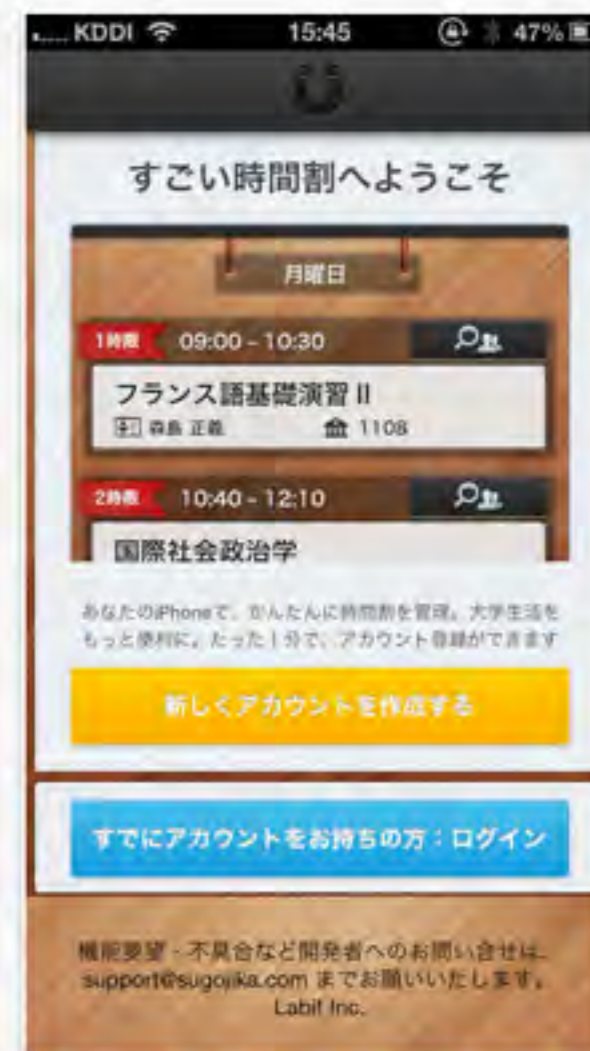 KDDI 15:45 47%
すごい時間割へようこそ
月曜日
1時限 09:00 - 10:30
フランス語基礎演習 II
森島 正義 1108
2時限 10:40 - 12:10
国際社会政治学
あなたのiPhoneで、かんたんに時間割を管理。大学生活を
もっと便利に。たった1分で、アカウント登録ができます
新しくアカウントを作成する
すでにアカウントをお持ちの方：ログイン
機能要望・不具合など開発者へのお問い合せは、
support@sugojika.com までお願いいたします。
Labit Inc.